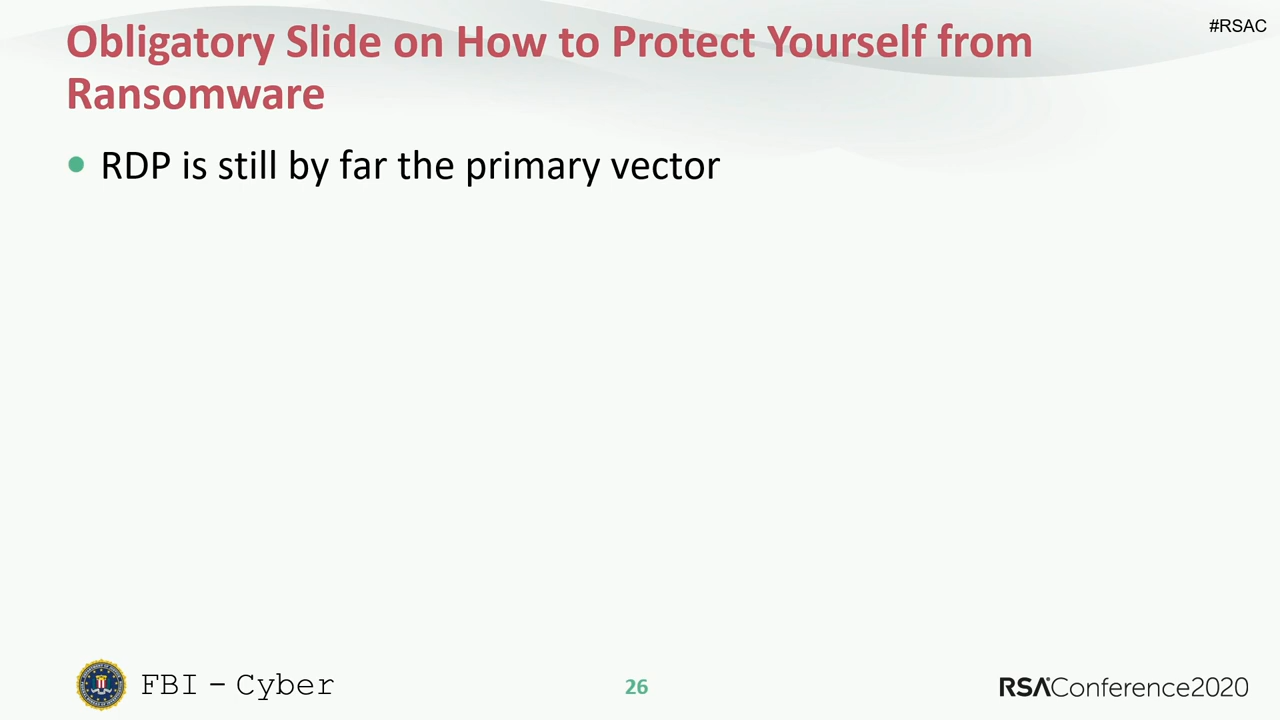 #RSAC
Obligatory Slide on How to Protect Yourself from
Ransomware
RDP is still by far the primary vector
FBI - Cyber
26
RSAConference2020